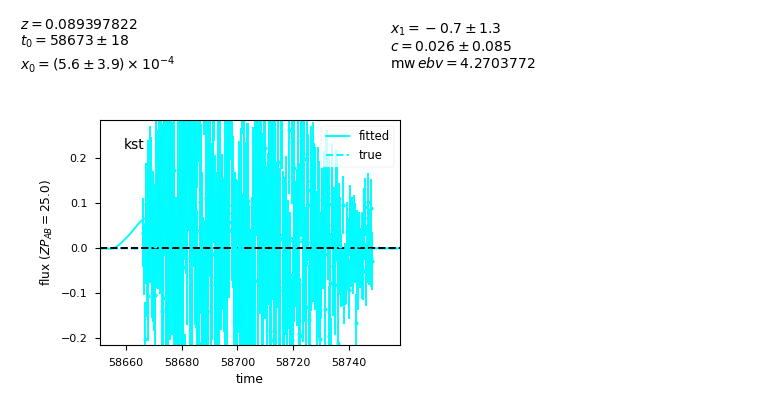 z = 0.089397822
t₀ = 58673 ± 18
x₀ = (5.6 ± 3.9) × 10⁻⁴
x₁ = − 0.7 ± 1.3
c = 0.026 ± 0.085
mw ebv = 4.2703772
kst
fitted
true
0.2
0.1
0.0
−0.1
−0.2
flux (ZP_AB = 25.0)
58660 58680 58700 58720 58740
time